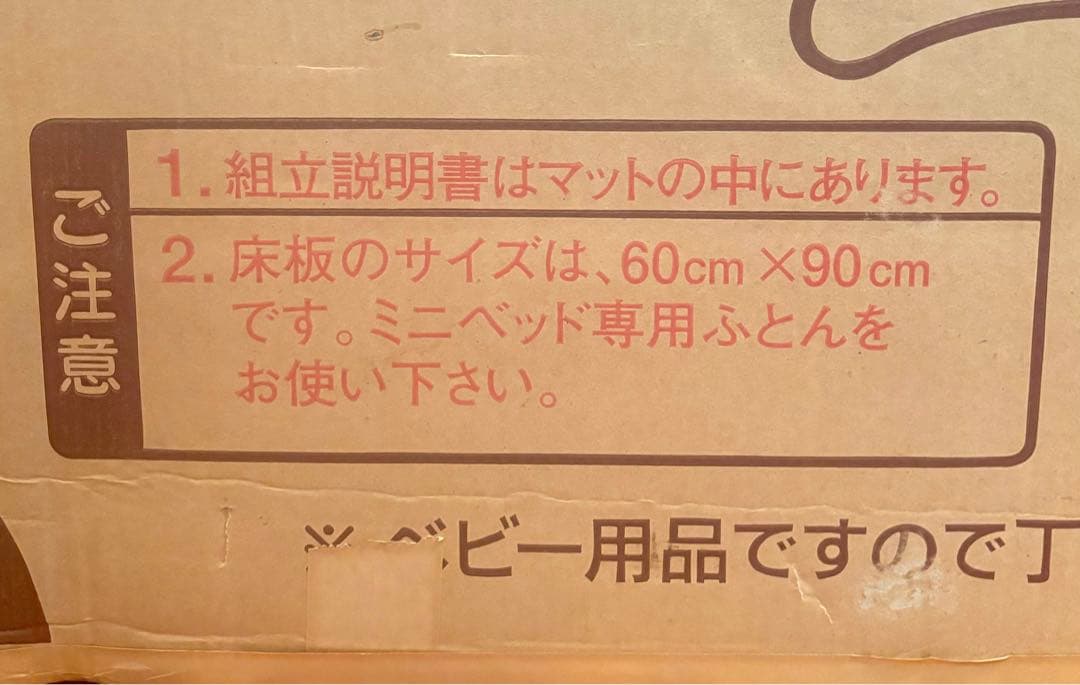 ご注意
1. 組立説明書はマットの中にあります。
2. 床板のサイズは、60cm×90cm
です。ミニベッド専用ふとんを
お使い下さい。
※ ベビー用品ですので丁